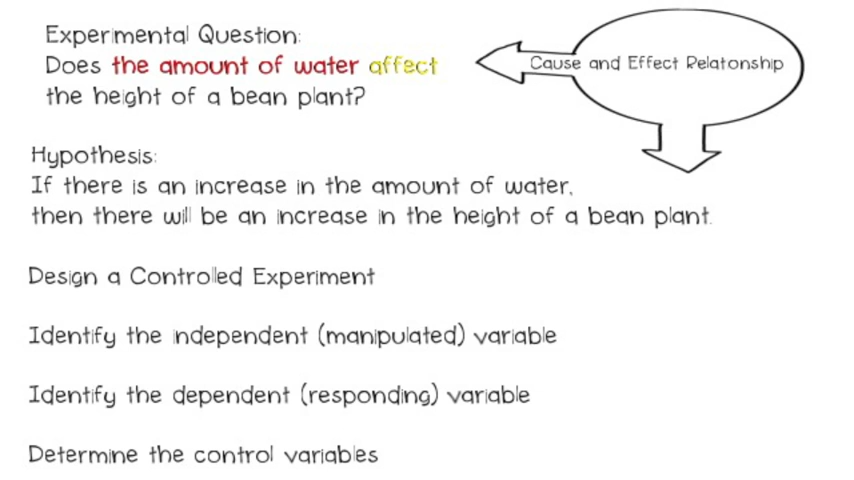 Experimental Question:
Does the amount of water affect
the height of a bean plant?
Cause and Effect Relatonship
Hypothesis:
If there is an increase in the amount of water,
then there will be an increase in the height of a bean plant.
Design a Controlled Experiment
Identify the independent (manipulated) variable
Identify the dependent (responding) variable
Determine the control variables